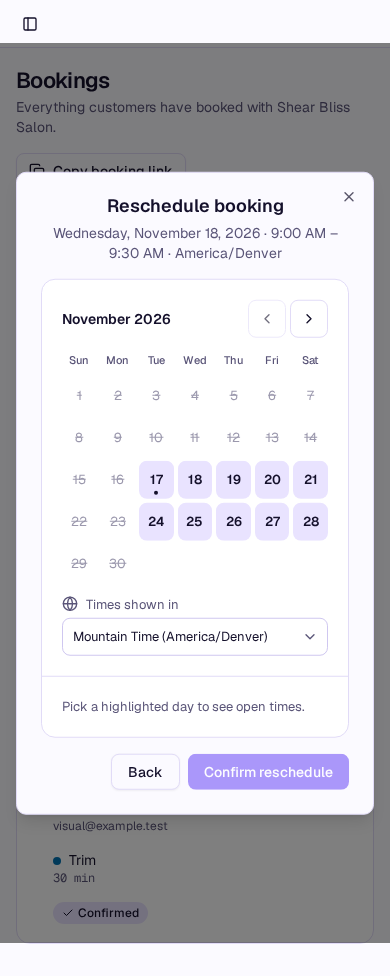 Bookings
Everything customers have booked with Shear Bliss
Salon.
Copy booking link
Reschedule booking
Wednesday, November 18, 2026 · 9:00 AM –
9:30 AM · America/Denver
November 2026
Sun Mon Tue Wed Thu Fri Sat
1 2 3 4 5 6 7
8 9 10 11 12 13 14
15 16 17 18 19 20 21
22 23 24 25 26 27 28
29 30
Times shown in
Mountain Time (America/Denver)
Pick a highlighted day to see open times.
Back Confirm reschedule
visual@example.test
Trim
30 min
Confirmed